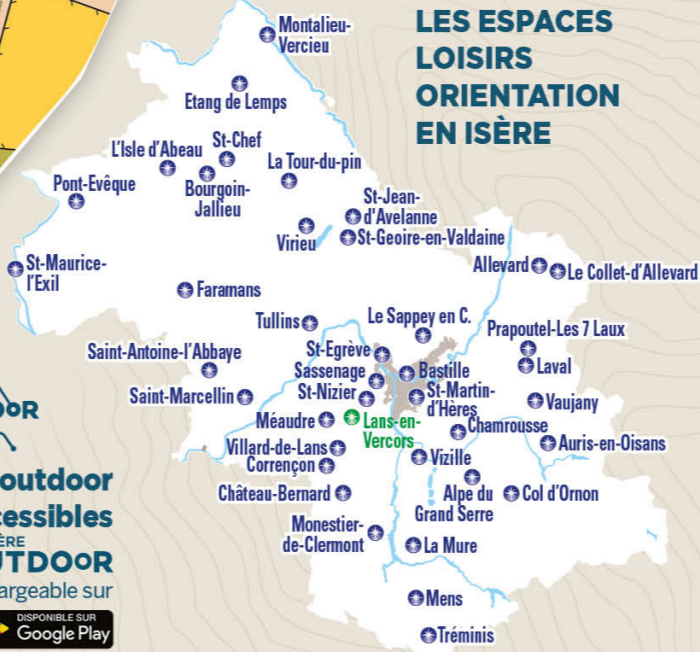 LES ESPACES
LOISIRS
ORIENTATION
EN ISÈRE
Montalieu-
Vercieu
Etang de Lemps
L'Isle d'Abeau
St-Chef
Bourgoin-
Jallieu
La Tour-du-pin
Pont-Evêque
St-Jean-
d'Avelanne
Virieu
St-Geoire-en-Valdaine
St-Maurice-
l'Exil
Allevard
Le Collet-d'Allevard
Faramans
Tullins
Le Sappey en C.
Prapoutel-Les 7 Laux
Saint-Antoine-l'Abbaye
St-Egrève
Sassenage
Bastille
Laval
Saint-Marcellin
St-Nizier
St-Martin-
d'Hères
Vaujany
Méaudre
Lans-en-
Vercors
Chamrousse
Auris-en-Oisans
Villard-de-Lans
Corrençon
Vizille
Château-Bernard
Alpe du
Grand Serre
Col d'Ornon
Monestier-
de-Clermont
La Mure
Mens
Tréminis
outdoor
OUTDOOR
argeable sur
DISPONIBLE SUR
Google Play